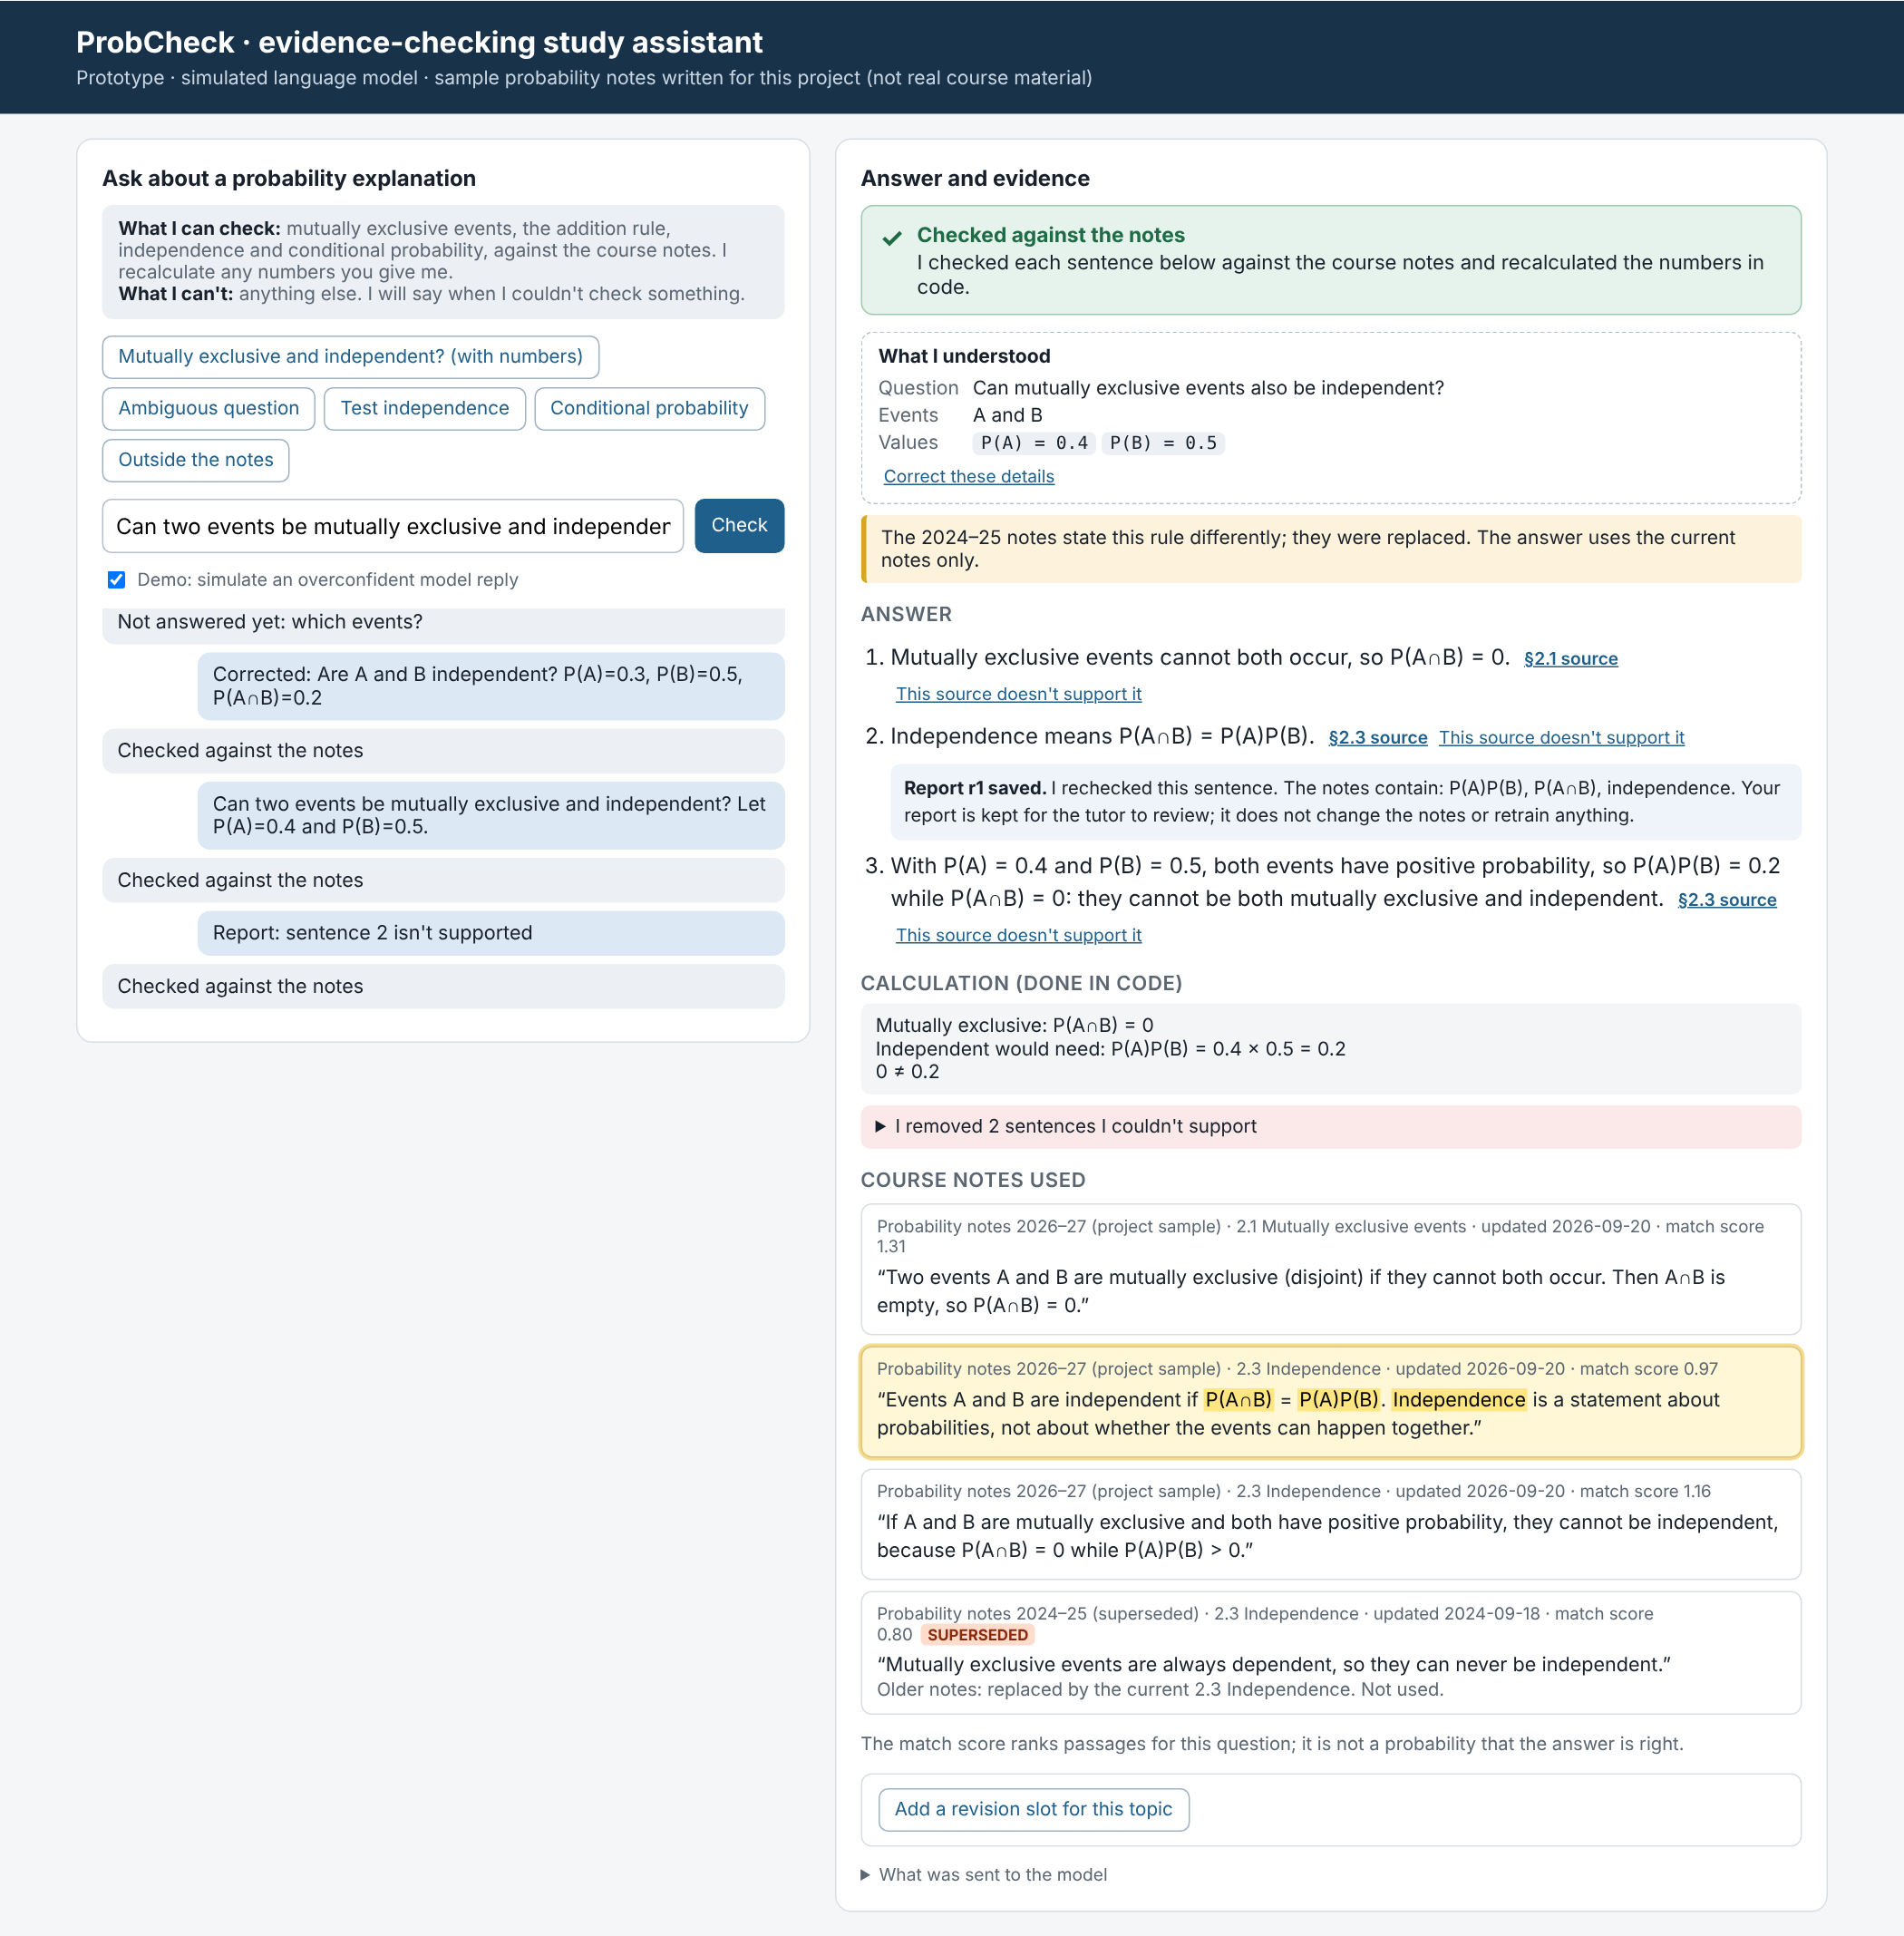 ProbCheck · evidence-checking study assistant
Prototype · simulated language model · sample probability notes written for this project (not real course material)
Ask about a probability explanation
What I can check: mutually exclusive events, the addition rule,
independence and conditional probability, against the course notes. I
recalculate any numbers you give me.
What I can't: anything else. I will say when I couldn't check something.
Mutually exclusive and independent? (with numbers)
Ambiguous question
Test independence
Conditional probability
Outside the notes
Can two events be mutually exclusive and independer
Check
Demo: simulate an overconfident model reply
Not answered yet: which events?
Corrected: Are A and B independent? P(A)=0.3, P(B)=0.5,
P(A∩B)=0.2
Checked against the notes
Can two events be mutually exclusive and independent? Let
P(A)=0.4 and P(B)=0.5.
Checked against the notes
Report: sentence 2 isn't supported
Checked against the notes
Answer and evidence
✓ Checked against the notes
I checked each sentence below against the course notes and recalculated the numbers in
code.
What I understood
Question Can mutually exclusive events also be independent?
Events A and B
Values P(A) = 0.4 P(B) = 0.5
Correct these details
The 2024–25 notes state this rule differently; they were replaced. The answer uses the current
notes only.
ANSWER
1. Mutually exclusive events cannot both occur, so P(A∩B) = 0. §2.1 source
This source doesn't support it
2. Independence means P(A∩B) = P(A)P(B). §2.3 source This source doesn't support it
Report r1 saved. I rechecked this sentence. The notes contain: P(A)P(B), P(A∩B), independence. Your
report is kept for the tutor to review; it does not change the notes or retrain anything.
3. With P(A) = 0.4 and P(B) = 0.5, both events have positive probability, so P(A)P(B) = 0.2
while P(A∩B) = 0: they cannot be both mutually exclusive and independent. §2.3 source
This source doesn't support it
CALCULATION (DONE IN CODE)
Mutually exclusive: P(A∩B) = 0
Independent would need: P(A)P(B) = 0.4 × 0.5 = 0.2
0 ≠ 0.2
▶ I removed 2 sentences I couldn't support
COURSE NOTES USED
Probability notes 2026–27 (project sample) · 2.1 Mutually exclusive events · updated 2026-09-20 · match score
1.31
“Two events A and B are mutually exclusive (disjoint) if they cannot both occur. Then A∩B is
empty, so P(A∩B) = 0.”
Probability notes 2026–27 (project sample) · 2.3 Independence · updated 2026-09-20 · match score 0.97
“Events A and B are independent if P(A∩B) = P(A)P(B). Independence is a statement about
probabilities, not about whether the events can happen together.”
Probability notes 2026–27 (project sample) · 2.3 Independence · updated 2026-09-20 · match score 1.16
“If A and B are mutually exclusive and both have positive probability, they cannot be independent,
because P(A∩B) = 0 while P(A)P(B) > 0.”
Probability notes 2024–25 (superseded) · 2.3 Independence · updated 2024-09-18 · match score
0.80 SUPERSEDED
“Mutually exclusive events are always dependent, so they can never be independent.”
Older notes: replaced by the current 2.3 Independence. Not used.
The match score ranks passages for this question; it is not a probability that the answer is right.
Add a revision slot for this topic
▶ What was sent to the model